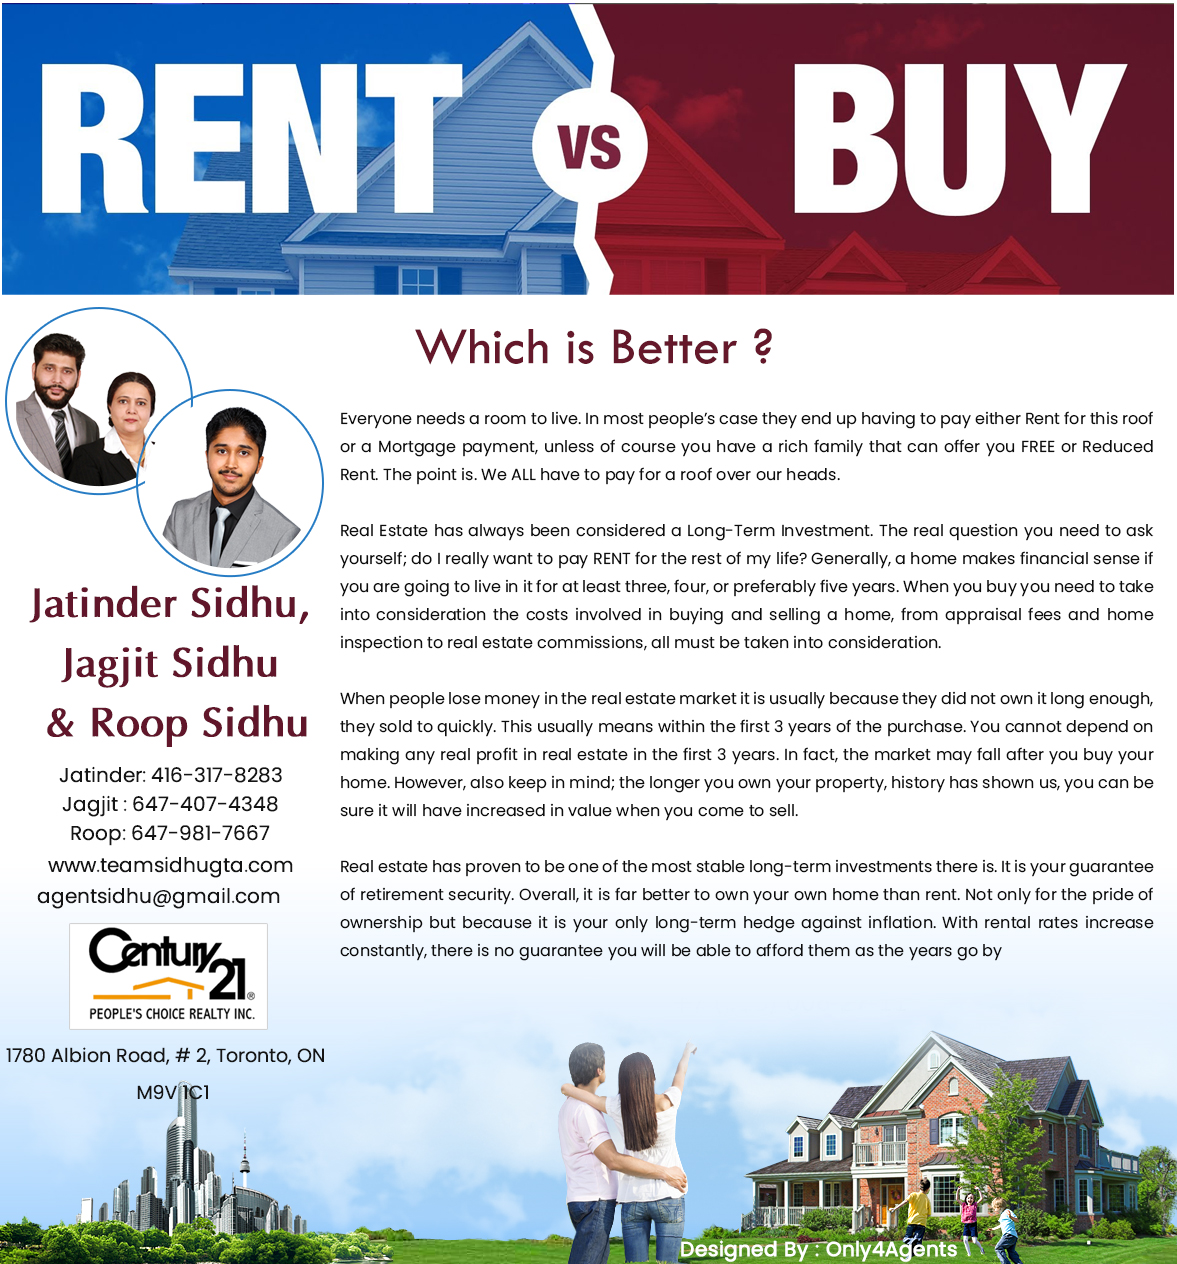 RENT VS BUY
Which is Better ?
Everyone needs a room to live. In most people's case they end up having to pay either Rent for this roof
or a Mortgage payment, unless of course you have a rich family that can offer you FREE or Reduced
Rent. The point is. We ALL have to pay for a roof over our heads.
Real Estate has always been considered a Long-Term Investment. The real question you need to ask
yourself; do I really want to pay RENT for the rest of my life? Generally, a home makes financial sense if
you are going to live in it for at least three, four, or preferably five years. When you buy you need to take
into consideration the costs involved in buying and selling a home, from appraisal fees and home
inspection to real estate commissions, all must be taken into consideration.
When people lose money in the real estate market it is usually because they did not own it long enough,
they sold to quickly. This usually means within the first 3 years of the purchase. You cannot depend on
making any real profit in real estate in the first 3 years. In fact, the market may fall after you buy your
home. However, also keep in mind; the longer you own your property, history has shown us, you can be
sure it will have increased in value when you come to sell.
Real estate has proven to be one of the most stable long-term investments there is. It is your guarantee
of retirement security. Overall, it is far better to own your own home than rent. Not only for the pride of
ownership but because it is your only long-term hedge against inflation. With rental rates increase
constantly, there is no guarantee you will be able to afford them as the years go by
Jatinder Sidhu,
Jagjit Sidhu
& Roop Sidhu
Jatinder: 416-317-8283
Jagjit : 647-407-4348
Roop: 647-981-7667
www.teamsidhugta.com
agentsidhu@gmail.com
Century 21®
PEOPLE'S CHOICE REALTY INC.
1780 Albion Road, # 2, Toronto, ON
M9V 1C1
Designed By : Only4Agents